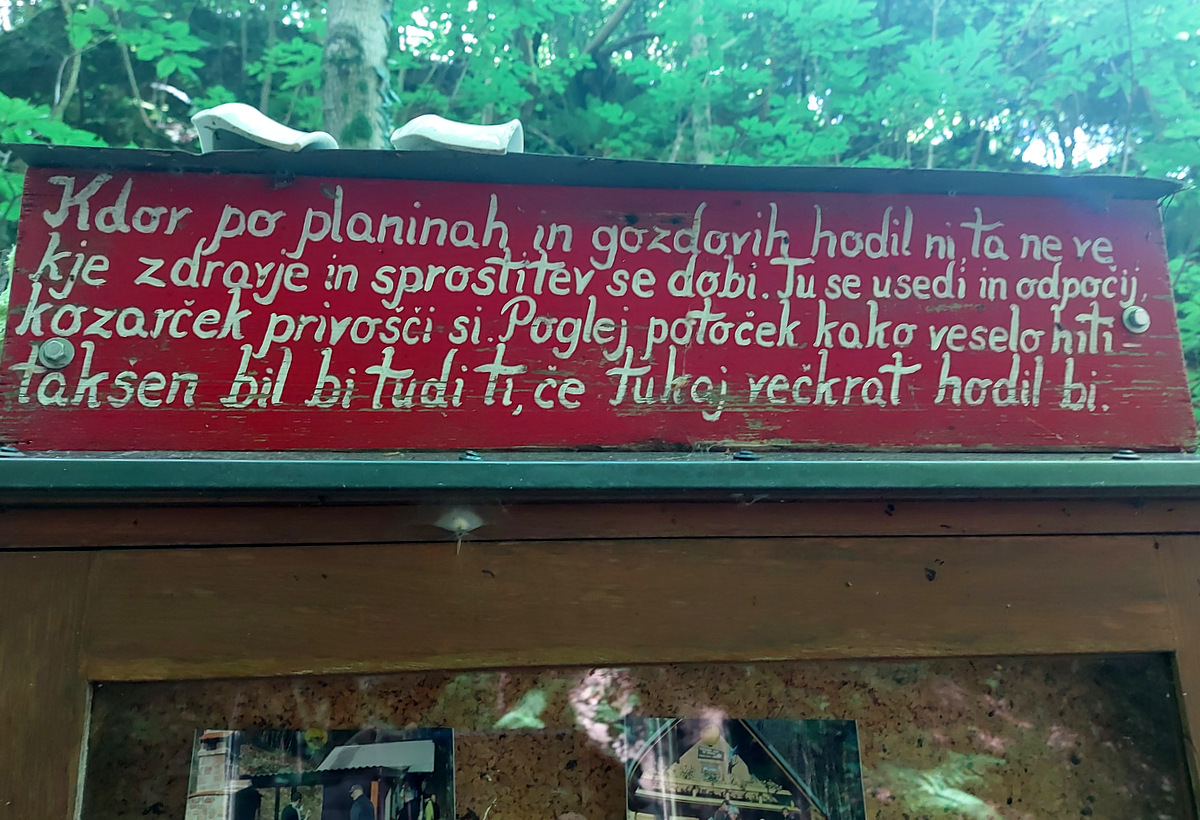 Kdor po planinah in gozdovih hodil ni, ta ne ve
kje zdravje in sprostitev se dobi. Tu se usedi in odpočij,
kozarček privošči si. Poglej potoček kako veselo hiti –
takšen bil bi tudi ti, če tukaj večkrat hodil bi.